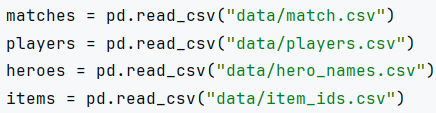 matches = pd.read_csv("data/match.csv")
players = pd.read_csv("data/players.csv")
heroes = pd.read_csv("data/hero_names.csv")
items = pd.read_csv("data/item_ids.csv")